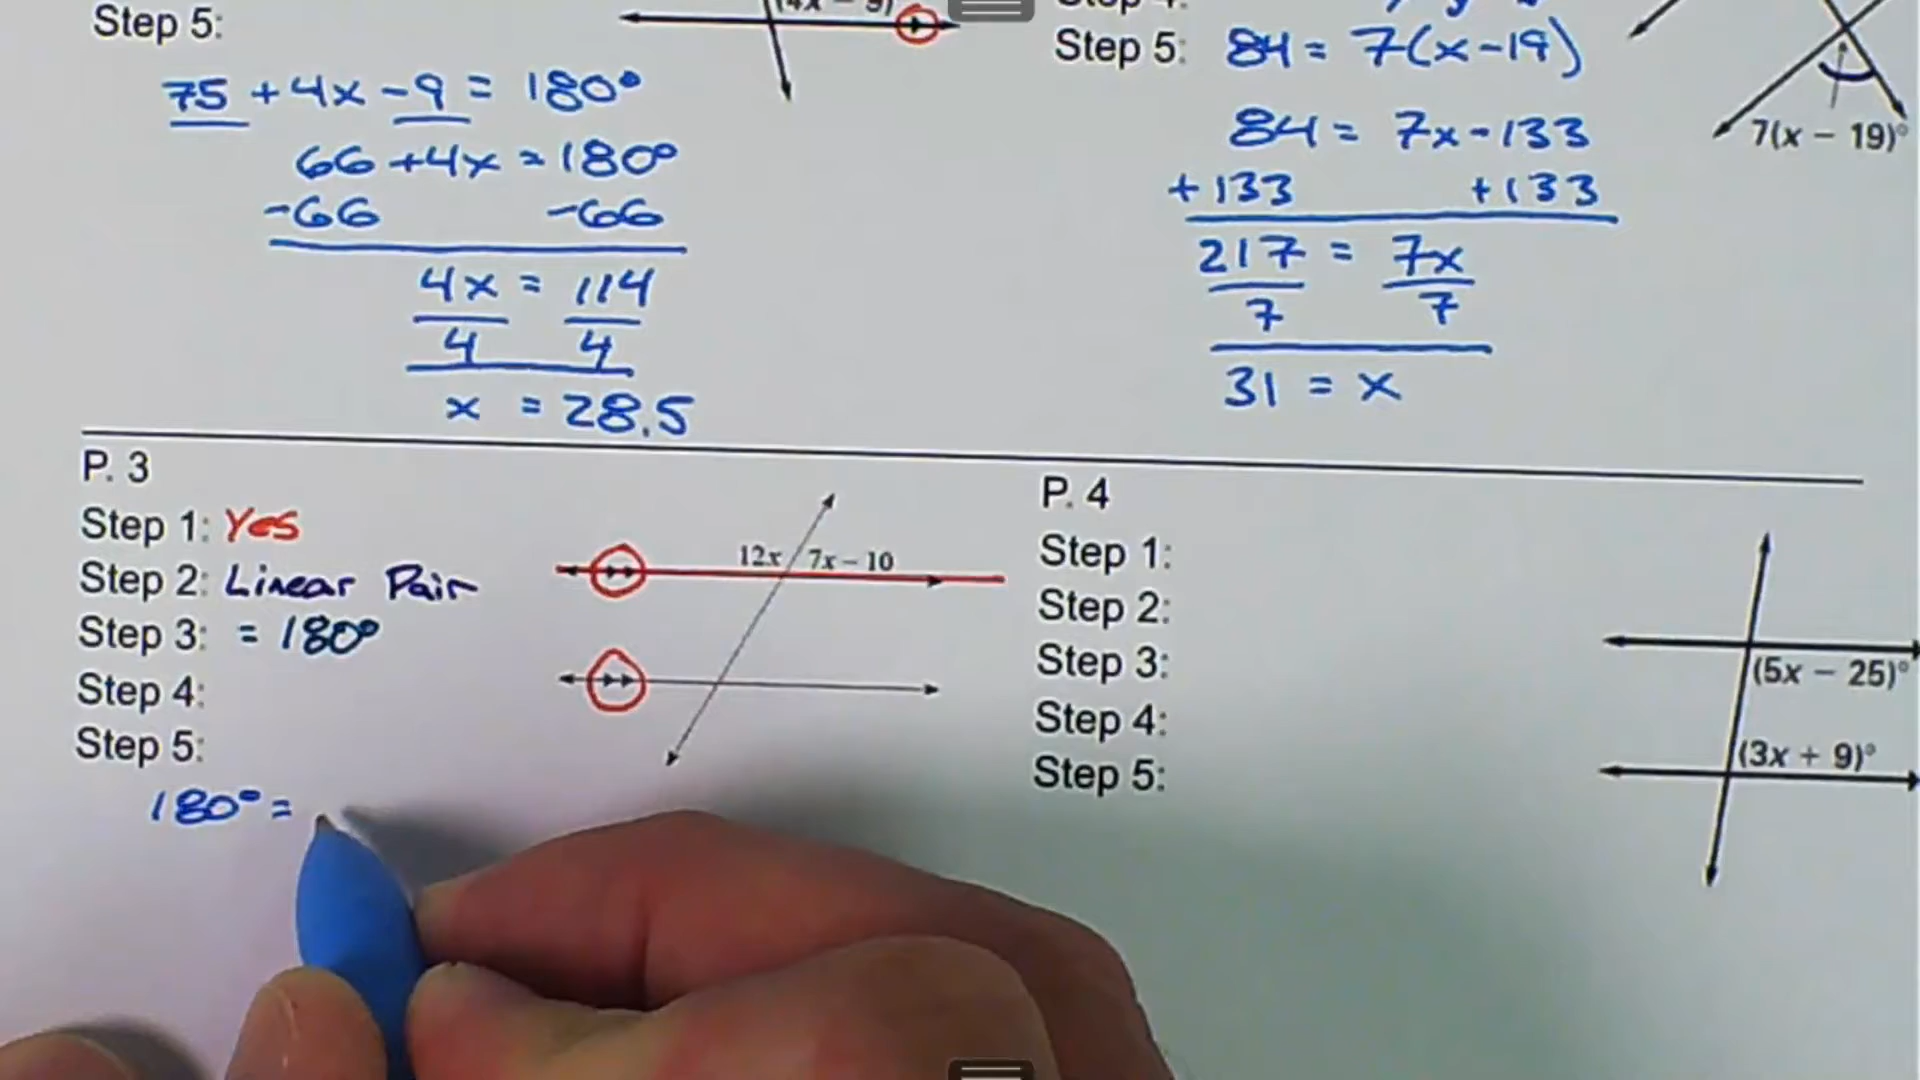 Step 5:
75 + 4x - 9 = 180°
66 + 4x = 180°
-66 -66
4x = 114
4 4
x = 28.5
Step 5: 84 = 7(x-19)
84 = 7x - 133
+133 +133
217 = 7x
7 7
31 = x
7(x – 19)°
P. 3
Step 1: Yes
Step 2: Linear Pair
Step 3: = 180°
Step 4:
Step 5:
180° =
12x 7x – 10
P. 4
Step 1:
Step 2:
Step 3:
Step 4:
Step 5:
(5x – 25)°
(3x + 9)°